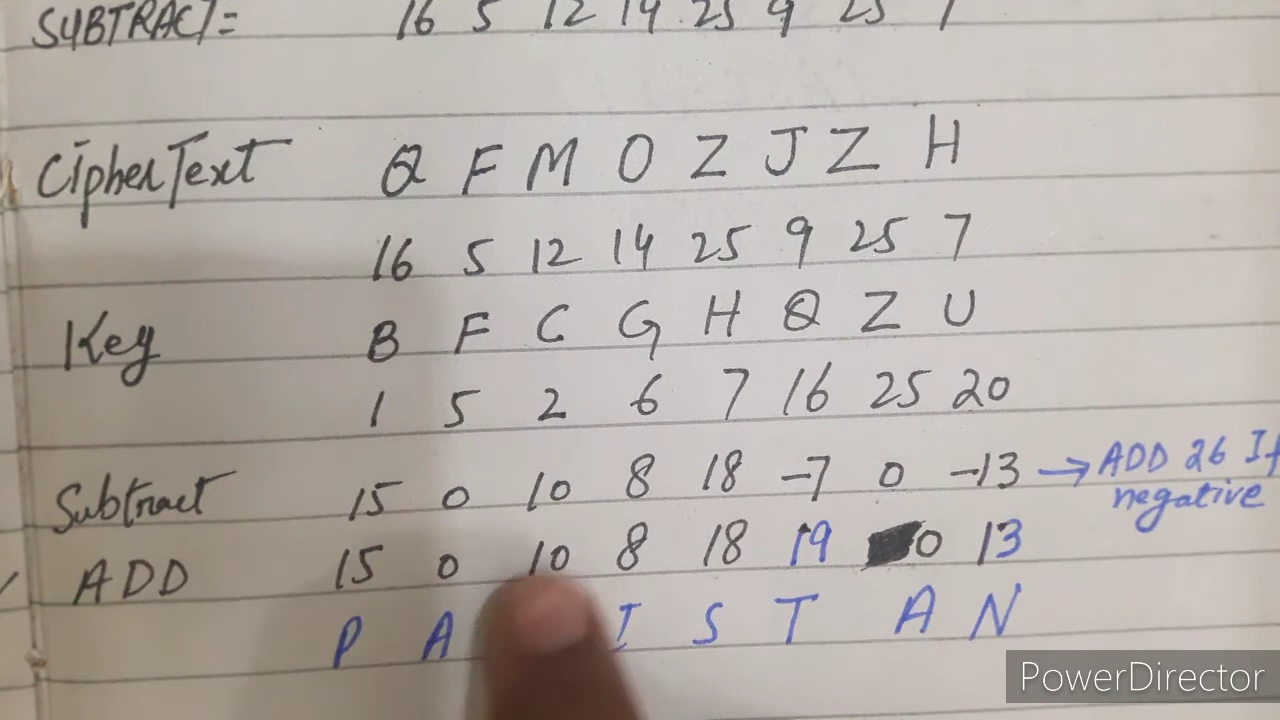 SUBTRACT= 16 5 12 14 25 9 25 7
CipherText Q F M O Z J Z H
16 5 12 14 25 9 25 7
Key B F C G H Q Z U
1 5 2 6 7 16 25 20
Subtract 15 0 10 8 18 -7 0 -13 → ADD 26 If negative
ADD 15 0 10 8 18 19 0 13
P A I S T A N
PowerDirector